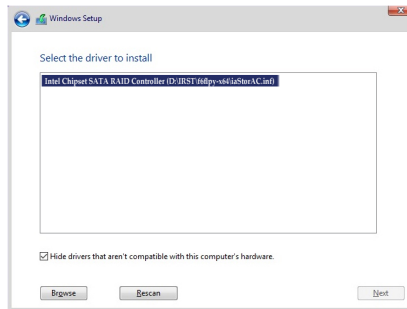 Windows Setup
Select the driver to install
Intel Chipset SATA RAID Controller (D:\IRST\f6flpy-x64\iaStorAC.inf)
Hide drivers that aren't compatible with this computer's hardware.
Browse Rescan Next